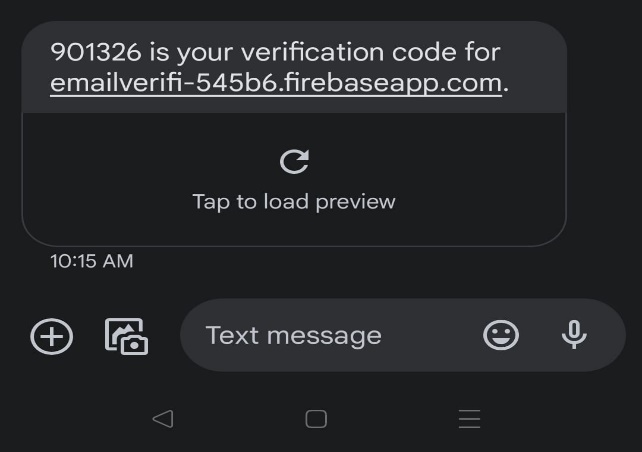 901326 is your verification code for
emailverifi-545b6.firebaseapp.com.
Tap to load preview
10:15 AM
Text message